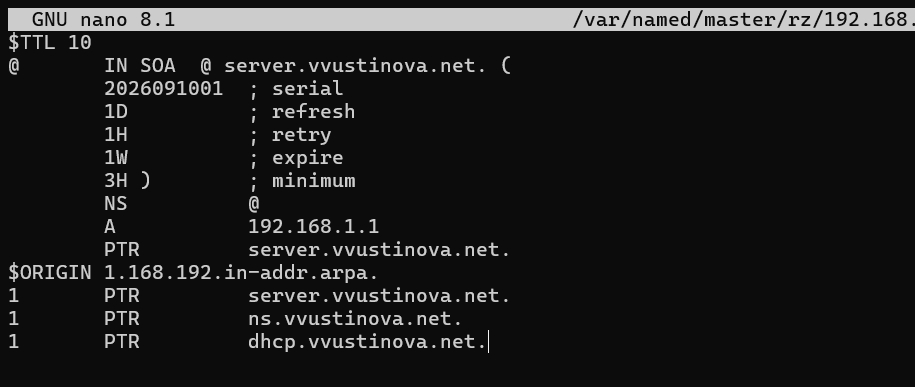 GNU nano 8.1 /var/named/master/rz/192.168.
$TTL 10
@ IN SOA @ server.vvustinova.net. (
2026091001 ; serial
1D ; refresh
1H ; retry
1W ; expire
3H ) ; minimum
NS @
A 192.168.1.1
PTR server.vvustinova.net.
$ORIGIN 1.168.192.in-addr.arpa.
1 PTR server.vvustinova.net.
1 PTR ns.vvustinova.net.
1 PTR dhcp.vvustinova.net.